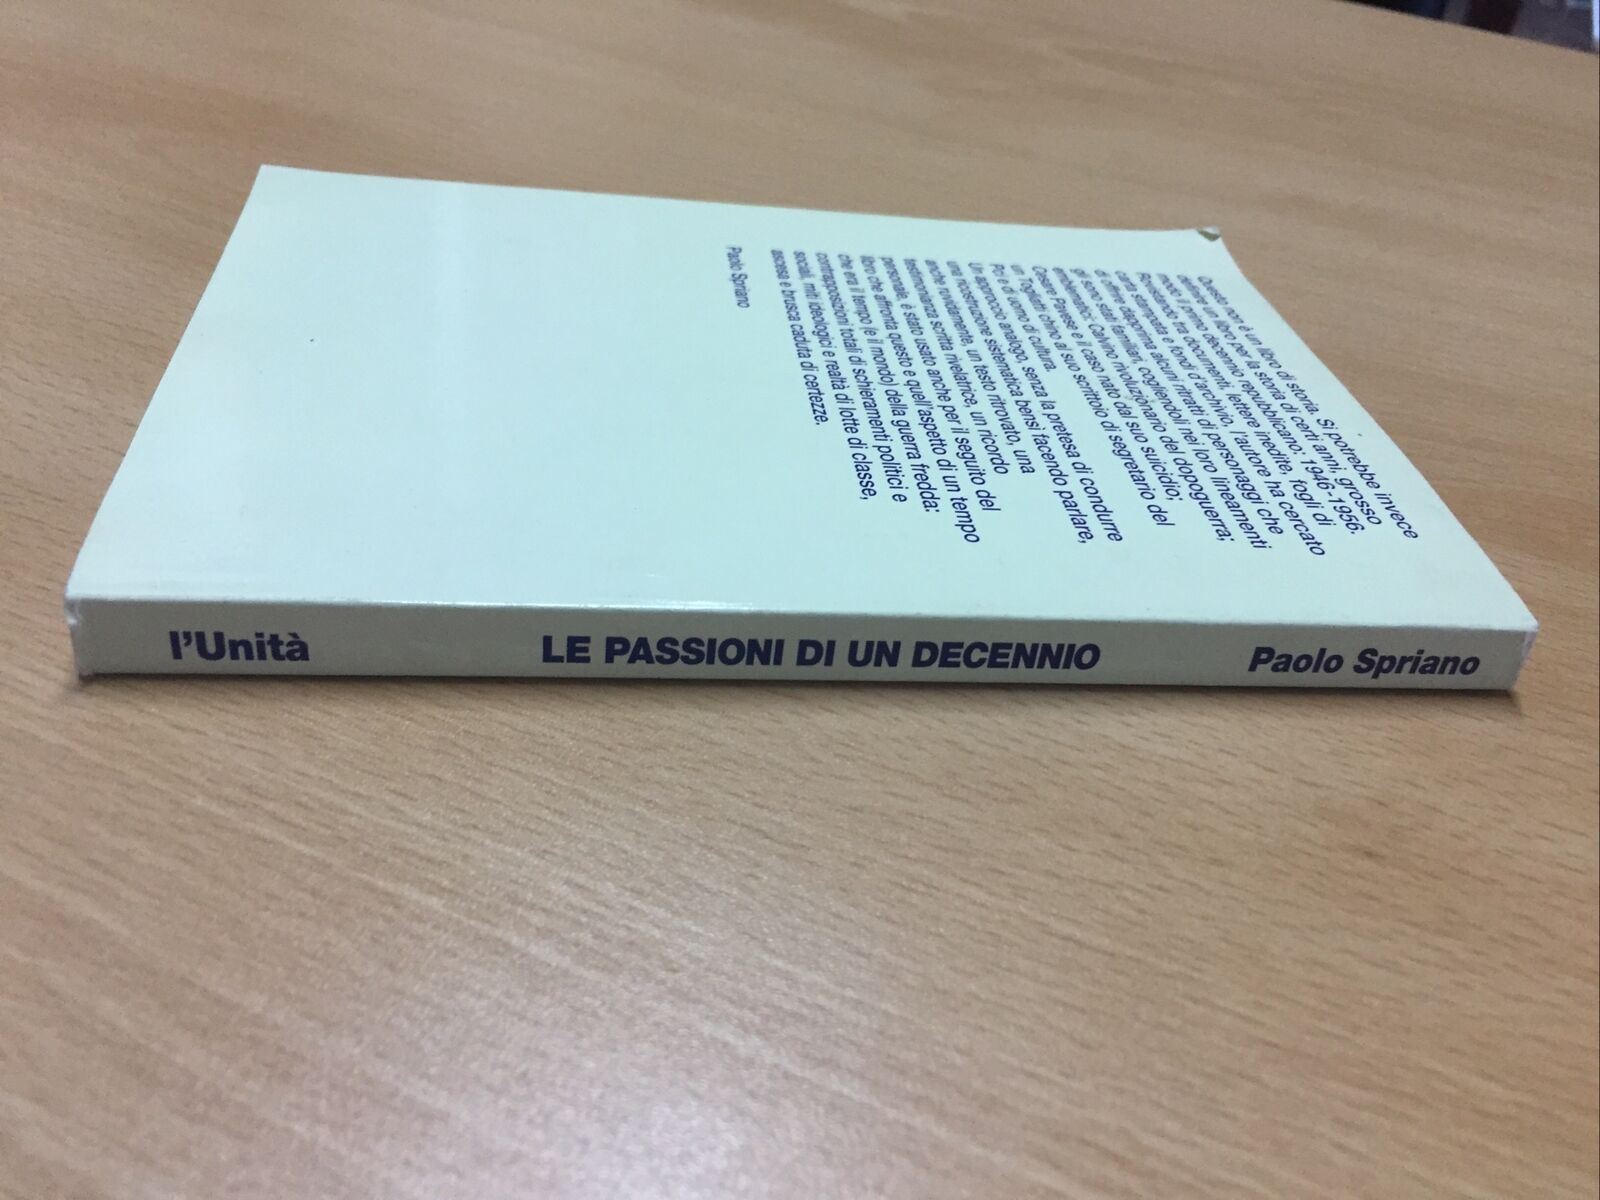 Questo non è un libro di storia. Si potrebbe invece
definire un libro per la storia di certi anni, grosso
modo il primo decennio repubblicano: 1946-1956.
Rovistando tra documenti, lettere inedite, fogli di
carta stampata e fondi d'archivio, l'autore ha cercato
di offrire dapprima alcuni ritratti di personaggi che
gli sono stati familiari, cogliendoli nei loro lineamenti
emblematici: Calvino rivoluzionario del dopoguerra;
Cesare Pavese e il caso nato dal suo suicidio;
un Togliatti chino al suo scrittoio di segretario del
Pci e di uomo di cultura.
Un approccio analogo, senza la pretesa di condurre
una ricostruzione sistematica bensì facendo parlare,
anche ruvidamente, un testo ritrovato, una
testimonianza scritta rivelatrice, un ricordo
personale, è stato usato anche per il seguito del
libro che affronta questo e quell'aspetto di un tempo
che era il tempo (e il mondo) della guerra fredda:
contrapposizioni totali di schieramenti politici e
sociali, miti ideologici e realtà di lotte di classe,
ascesa e brusca caduta di certezze.
Paolo Spriano
l'Unità LE PASSIONI DI UN DECENNIO Paolo Spriano